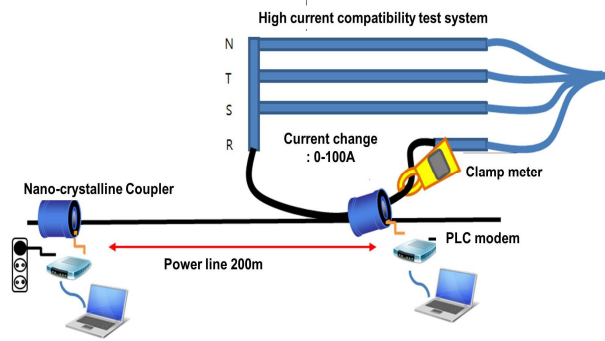 High current compatibility test system
N
T
S
R
Current change
: 0-100A
Clamp meter
Nano-crystalline Coupler
PLC modem
Power line 200m